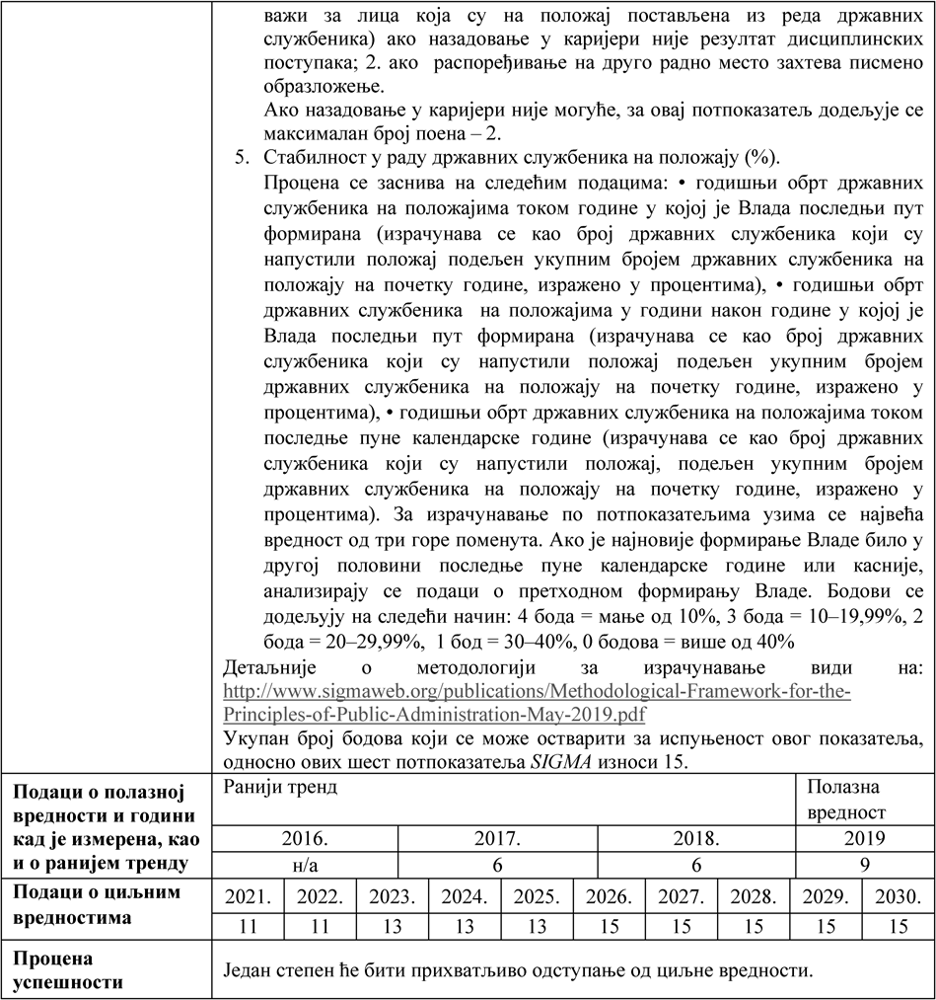 важи за лица која су на положај постављена из реда државних
службеника) ако назадовање у каријери није резултат дисциплинских
поступака; 2. ако распоређивање на друго радно место захтева писмено
образложење.
Ако назадовање у каријери није могуће, за овај потпоказатељ додељује се
максималан број поена – 2.
5. Стабилност у раду државних службеника на положају (%).
Процена се заснива на следећим подацима: • годишњи обрт државних
службеника на положајима током године у којој је Влада последњи пут
формирана (израчунава се као број државних службеника који су
напустили положај подељен укупним бројем државних службеника на
положају на почетку године, изражено у процентима), • годишњи обрт
државних службеника на положајима у години након године у којој је
Влада последњи пут формирана (израчунава се као број државних
службеника који су напустили положај подељен укупним бројем
државних службеника на положају на почетку године, изражено у
процентима), • годишњи обрт државних службеника на положајима током
последње пуне календарске године (израчунава се као број државних
службеника који су напустили положај, подељен укупним бројем
државних службеника на положају на почетку године, изражено у
процентима). За израчунавање по потпоказатељима узима се највећа
вредност од три горе поменута. Ако је најновије формирање Владе било у
другој половини последње пуне календарске године или касније,
анализирају се подаци о претходном формирању Владе. Бодови се
додељују на следећи начин: 4 бода = мање од 10%, 3 бода = 10–19,99%, 2
бода = 20–29,99%, 1 бод = 30–40%, 0 бодова = више од 40%
Детаљније о методологији за израчунавање види на:
http://www.sigmaweb.org/publications/Methodological-Framework-for-the-
Principles-of-Public-Administration-May-2019.pdf
Укупан број бодова који се може остварити за испуњеност овог показатеља,
односно ових шест потпоказатеља SIGMA износи 15.
Подаци о полазној
вредности и години
кад је измерена, као
и о ранијем тренду
Ранији тренд
Полазна
вредност
2016. 2017. 2018. 2019
н/а 6 6 9
Подаци о циљним
вредностима
2021. 2022. 2023. 2024. 2025. 2026. 2027. 2028. 2029. 2030.
11 11 13 13 13 15 15 15 15 15
Процена
успешности
Један степен ће бити прихватљиво одступање од циљне вредности.